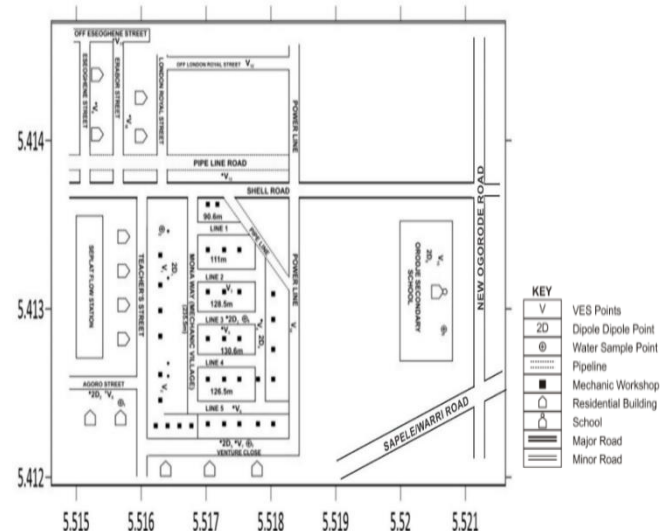 OFF ESEOGHENE STREET
ESEOGHENE STREET
ERABOR STREET
LONDON ROYAL STREET
OFF LONDON ROYAL STREET
POWER LINE
5.414
PIPE LINE ROAD
SHELL ROAD
NEW OGORODE ROAD
90.6m
LINE 1
PIPE LINE
111m
SEPLAT FLOW STATION
TEACHER'S STREET
2D,
MONA WAY (MECHANIC VILLAGE)
LINE 2
128.5m
LINE 3
130.6m
LINE 4
126.5m
LINE 5
POWER LINE
5.413
ORODJE SECONDARY
SCHOOL
AGORO STREET
VENTURE CLOSE
SAPELE/WARRI ROAD
5.412
5.515
5.516
5.517
5.518
5.519
5.52
5.521
KEY
V VES Points
2D Dipole Dipole Point
Water Sample Point
Pipeline
Mechanic Workshop
Residential Building
School
Major Road
Minor Road